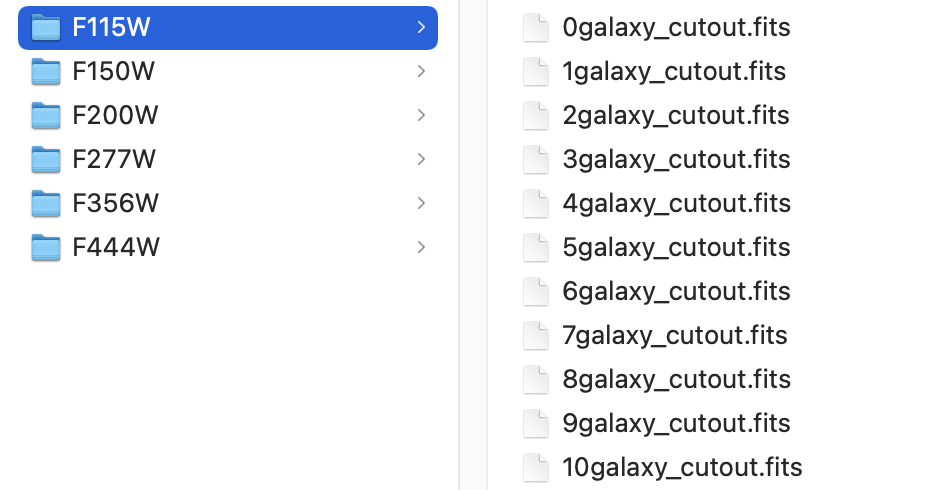 F115W
F150W
F200W
F277W
F356W
F444W
0galaxy_cutout.fits
1galaxy_cutout.fits
2galaxy_cutout.fits
3galaxy_cutout.fits
4galaxy_cutout.fits
5galaxy_cutout.fits
6galaxy_cutout.fits
7galaxy_cutout.fits
8galaxy_cutout.fits
9galaxy_cutout.fits
10galaxy_cutout.fits